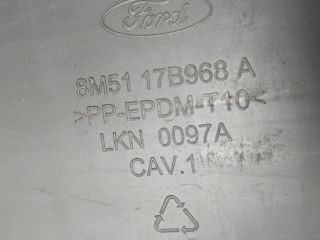 Ford
8M51 17B968 A
>PP-EPDM-T10<
LKN 0097A
CAV.1